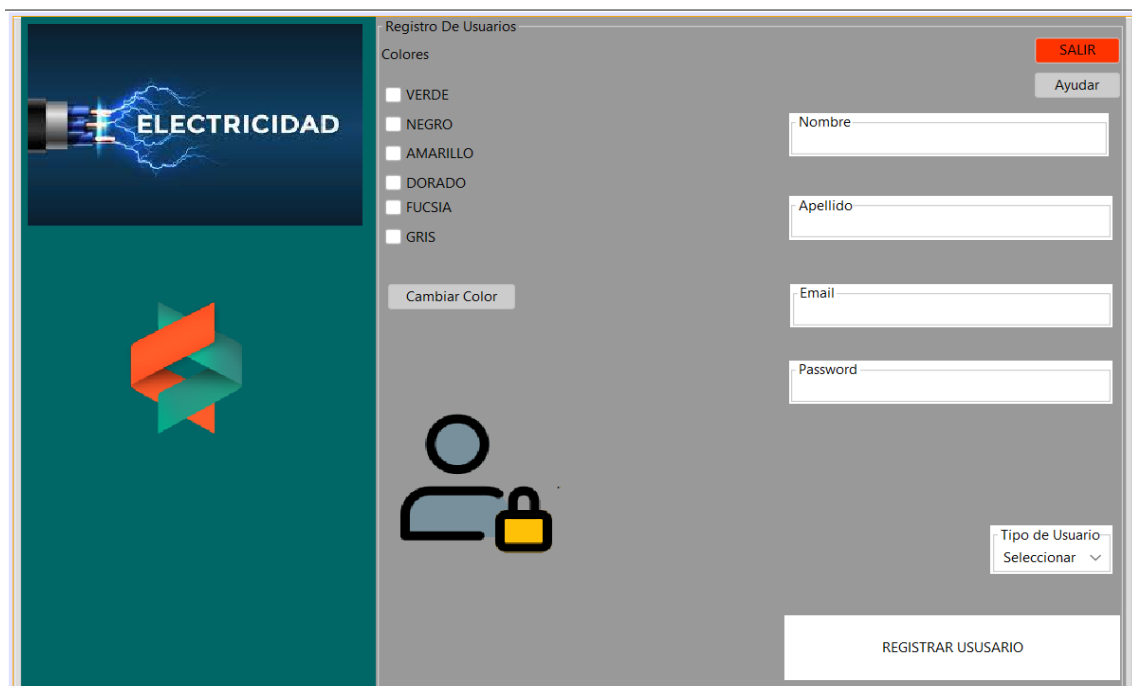 ELECTRICIDAD
Registro De Usuarios
Colores
VERDE
NEGRO
AMARILLO
DORADO
FUCSIA
GRIS
Cambiar Color
SALIR
Ayudar
Nombre
Apellido
Email
Password
Tipo de Usuario
Seleccionar
REGISTRAR USUSARIO